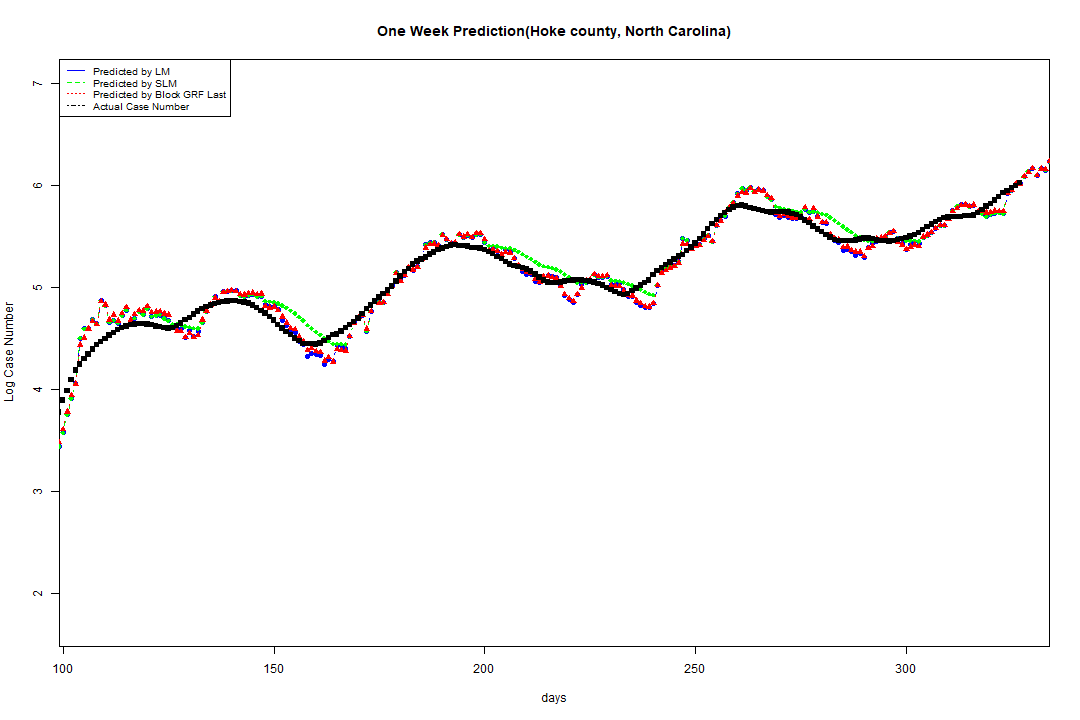 One Week Prediction(Hoke county, North Carolina)
Predicted by LM
Predicted by SLM
Predicted by Block GRF Last
Actual Case Number
7
6
5
4
3
2
Log Case Number
100 150 200 250 300
days